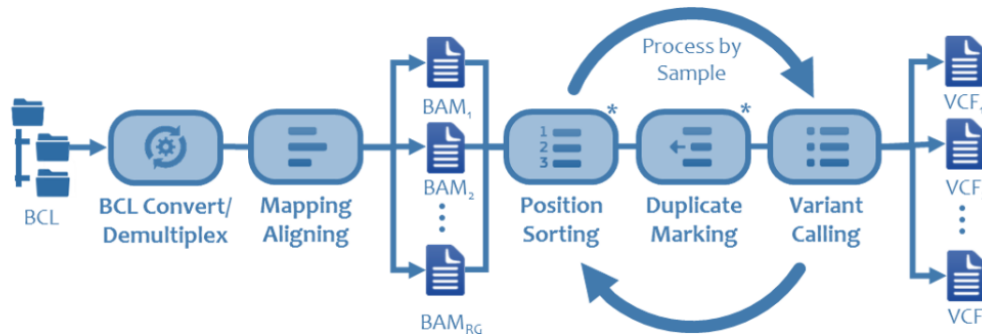 BCL
BCL Convert/
Demultiplex
Mapping
Aligning
BAM₁
BAM₂
BAM_RG
Process by
Sample
1
2
3
*
Position
Sorting
*
Duplicate
Marking
Variant
Calling
VCF
VCF
VCF